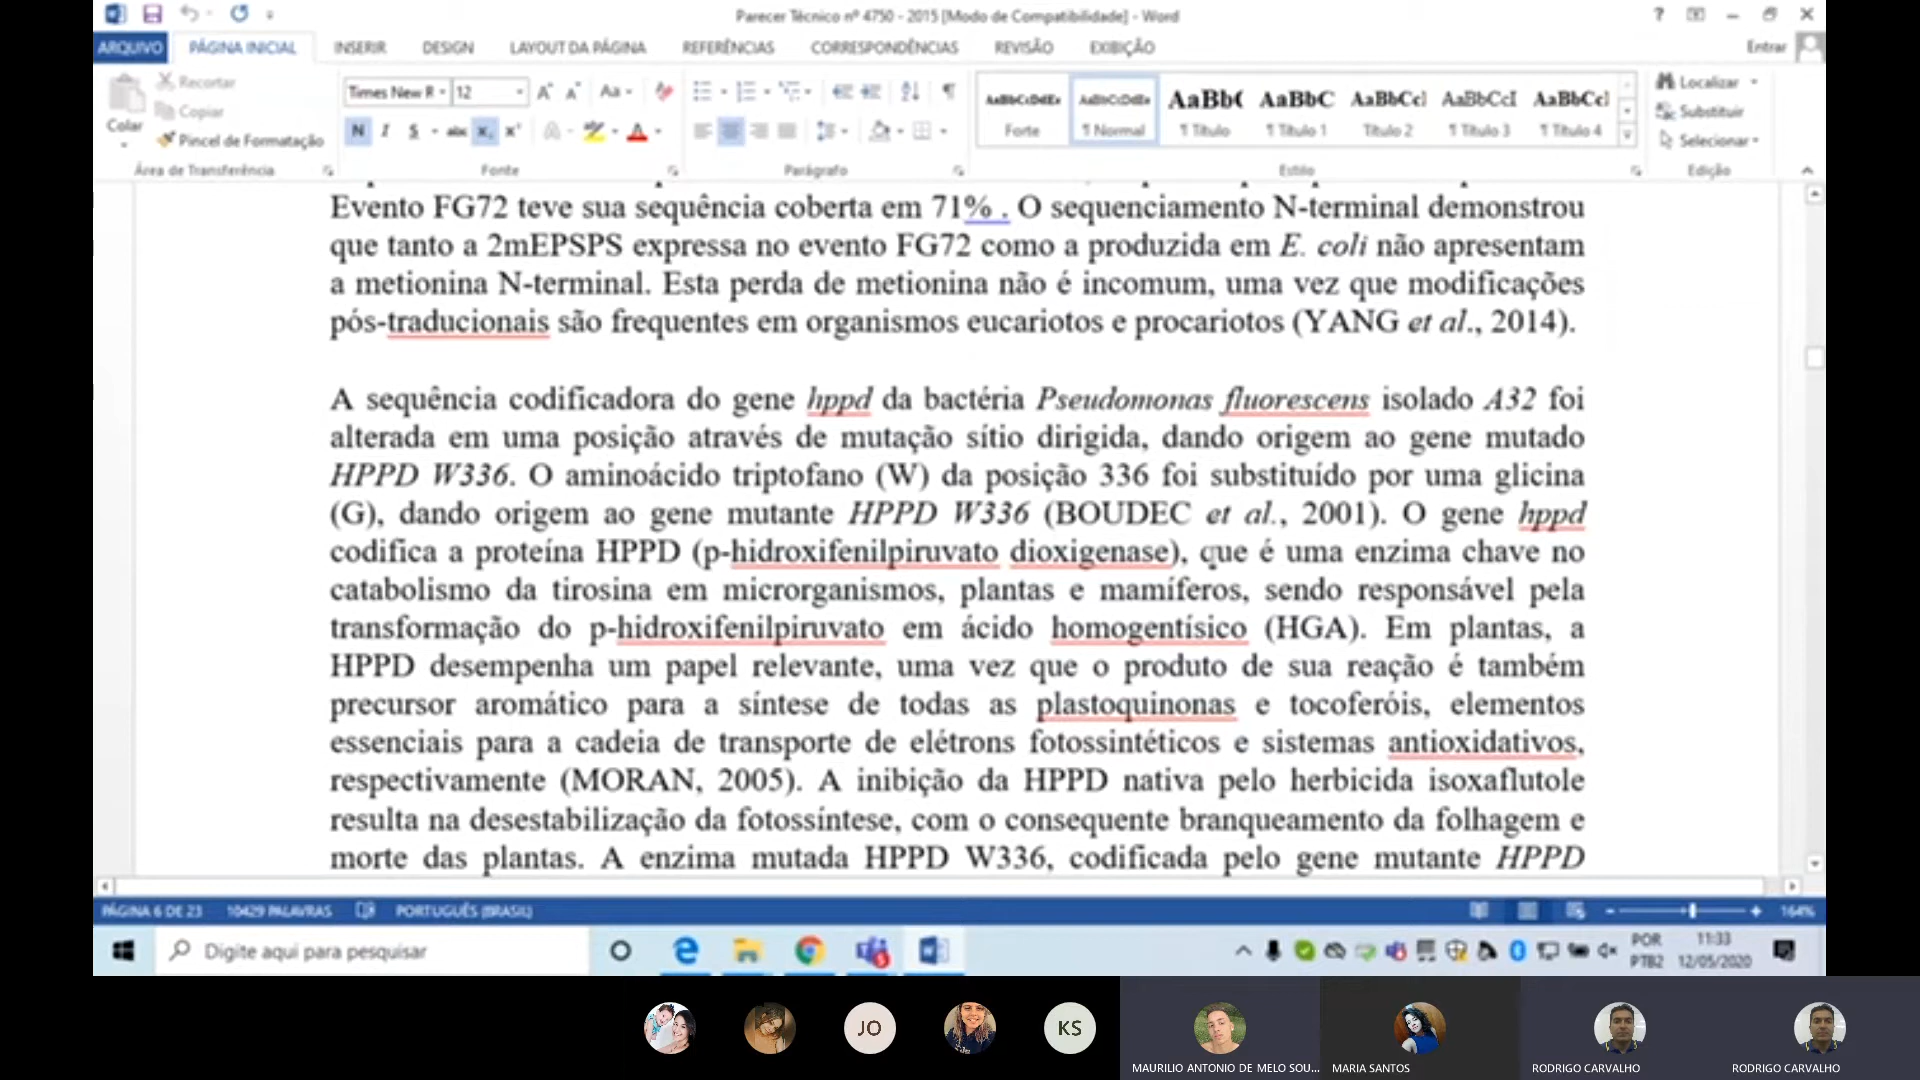 Parecer Técnico nº 4750 - 2015 [Modo de Compatibilidade] - Word
ARQUIVO PÁGINA INICIAL INSERIR DESIGN LAYOUT DA PÁGINA REFERÊNCIAS CORRESPONDÊNCIAS REVISÃO EXIBIÇÃO Entrar
Colar
Recortar
Copiar
Pincel de Formatação
Área de Transferência
Times New R 12
Fonte
Parágrafo
AaBbCcDdEe AaBbCcDdEe AaBb( AaBbC AaBbCc] AaBbCcI AaBbCc]
Forte ¶ Normal ¶ Título ¶ Título 1 Título 2 ¶ Título 3 ¶ Título 4
Estilo
Localizar
Substituir
Selecionar
Edição
Evento FG72 teve sua sequência coberta em 71% . O sequenciamento N-terminal demonstrou
que tanto a 2mEPSPS expressa no evento FG72 como a produzida em E. coli não apresentam
a metionina N-terminal. Esta perda de metionina não é incomum, uma vez que modificações
pós-traducionais são frequentes em organismos eucariotos e procariotos (YANG et al., 2014).
A sequência codificadora do gene hppd da bactéria Pseudomonas fluorescens isolado A32 foi
alterada em uma posição através de mutação sítio dirigida, dando origem ao gene mutado
HPPD W336. O aminoácido triptofano (W) da posição 336 foi substituído por uma glicina
(G), dando origem ao gene mutante HPPD W336 (BOUDEC et al., 2001). O gene hppd
codifica a proteína HPPD (p-hidroxifenilpiruvato dioxigenase), que é uma enzima chave no
catabolismo da tirosina em microrganismos, plantas e mamíferos, sendo responsável pela
transformação do p-hidroxifenilpiruvato em ácido homogentísico (HGA). Em plantas, a
HPPD desempenha um papel relevante, uma vez que o produto de sua reação é também
precursor aromático para a síntese de todas as plastoquinonas e tocoferóis, elementos
essenciais para a cadeia de transporte de elétrons fotossintéticos e sistemas antioxidativos,
respectivamente (MORAN, 2005). A inibição da HPPD nativa pelo herbicida isoxaflutole
resulta na desestabilização da fotossíntese, com o consequente branqueamento da folhagem e
morte das plantas. A enzima mutada HPPD W336, codificada pelo gene mutante HPPD
PÁGINA 6 DE 23 10429 PALAVRAS PORTUGUÊS (BRASIL) 164%
Digite aqui para pesquisar
POR 11:33
PTB2 12/05/2020
JO KS
MAURILIO ANTONIO DE MELO SOU... MARIA SANTOS RODRIGO CARVALHO RODRIGO CARVALHO